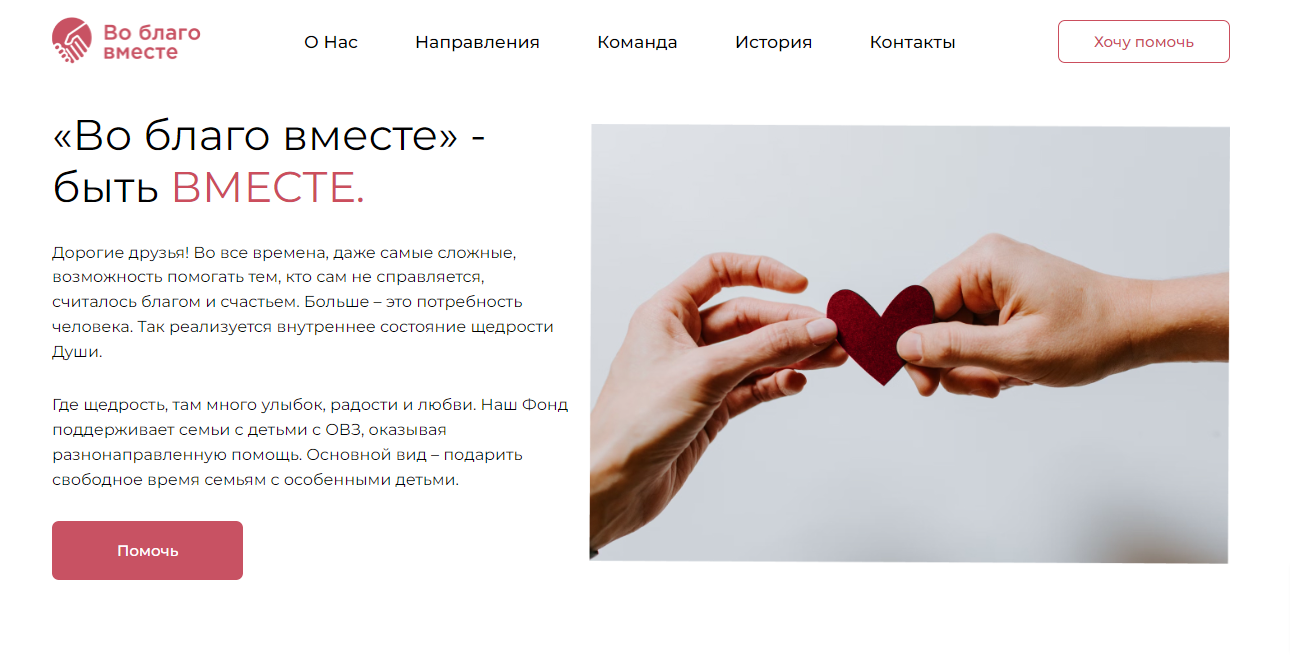 Во благо
вместе
О Нас
Направления
Команда
История
Контакты
Хочу помочь
«Во благо вместе» -
быть ВМЕСТЕ.
Дорогие друзья! Во все времена, даже самые сложные,
возможность помогать тем, кто сам не справляется,
считалось благом и счастьем. Больше – это потребность
человека. Так реализуется внутреннее состояние щедрости
Души.
Где щедрость, там много улыбок, радости и любви. Наш Фонд
поддерживает семьи с детьми с ОВЗ, оказывая
разнонаправленную помощь. Основной вид – подарить
свободное время семьям с особенными детьми.
Помочь